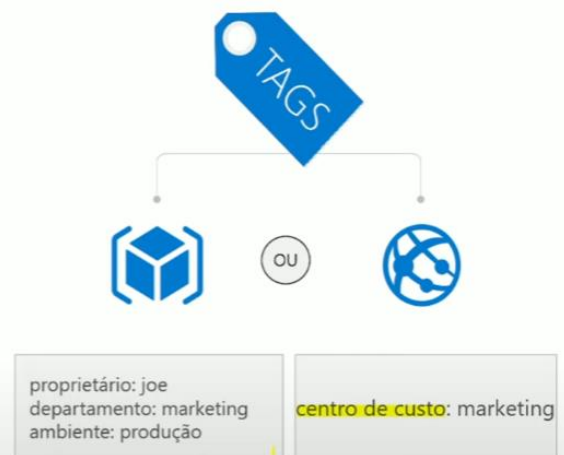 TAGS
OU
proprietário: joe
departamento: marketing
ambiente: produção
centro de custo: marketing